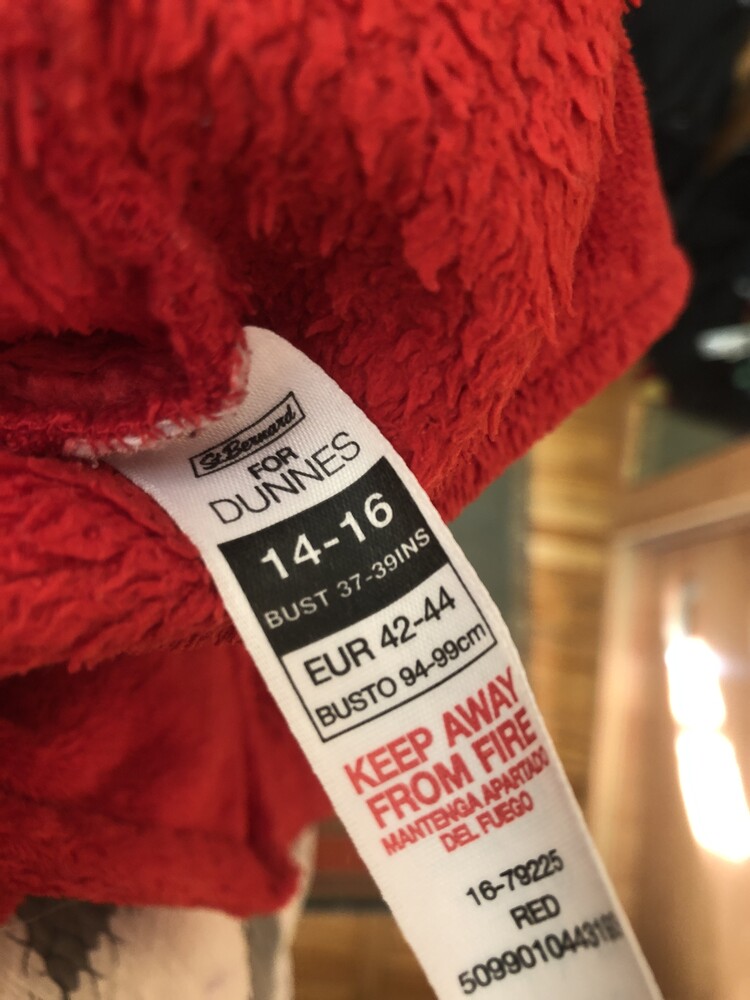 St. Bernard
FOR
DUNNES
14-16
BUST 37-39INS
EUR 42-44
BUSTO 94-99cm
KEEP AWAY
FROM FIRE
MANTENGA APARTADO
DEL FUEGO
16-79225
RED